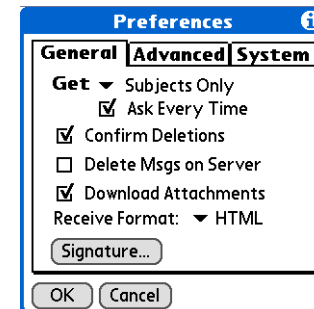 Preferences i
General Advanced System
Get Subjects Only
Ask Every Time
Confirm Deletions
Delete Msgs on Server
Download Attachments
Receive Format: HTML
Signature...
OK Cancel